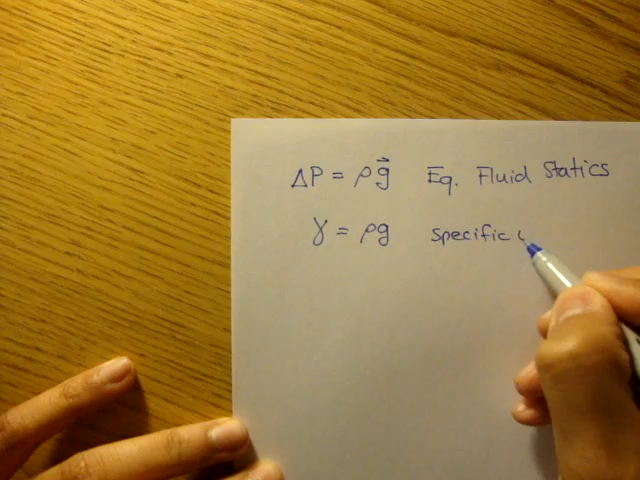 ΔP = ρg⃗ Eq. Fluid Statics
γ = ρg Specific